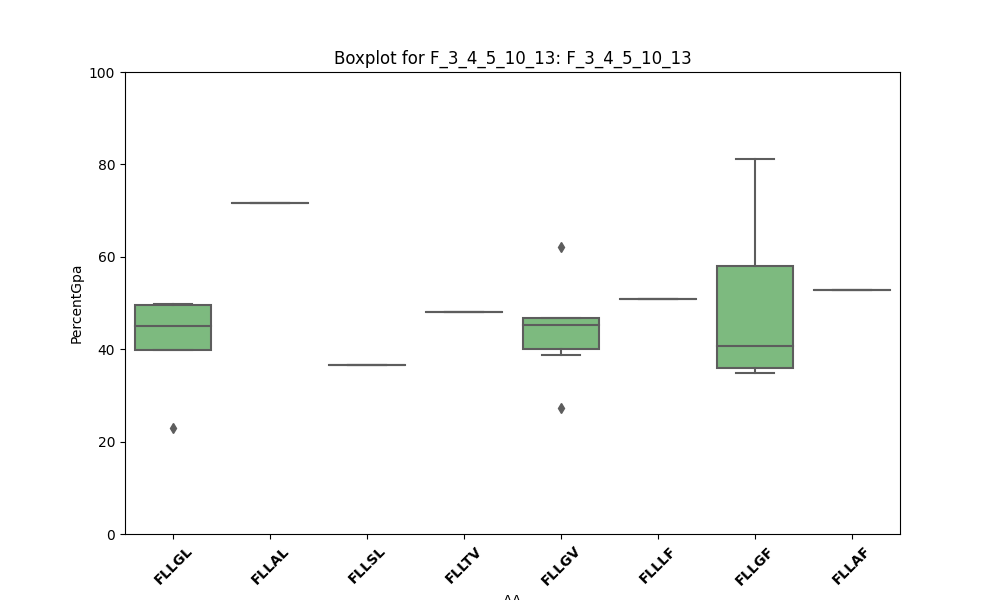 Boxplot for F_3_4_5_10_13: F_3_4_5_10_13
100
80
60
40
20
0
PercentGpa
FLLGL
FLLAL
FLLSL
FLLTV
FLLGV
FLLLF
FLLGF
FLLAF
AA